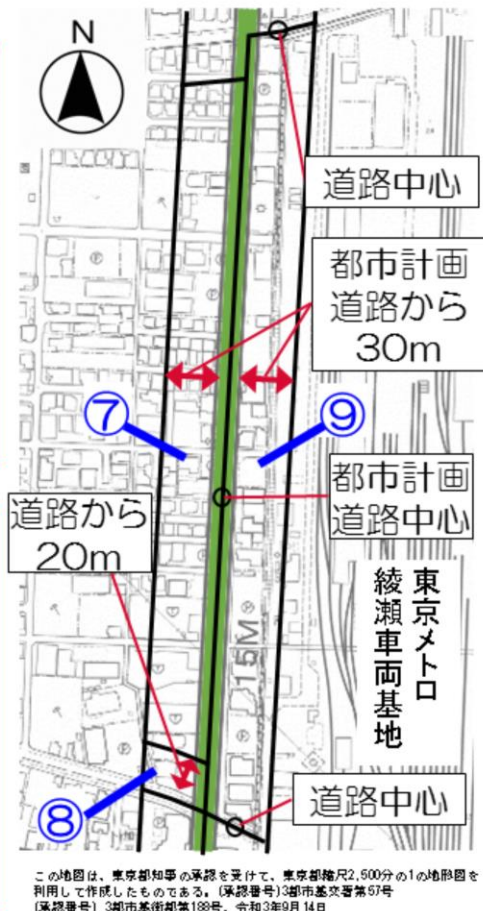 N
道路中心
都市計画
道路から
30m
⑦
⑨
道路から
20m
都市計画
道路中心
15M
東京メトロ
綾瀬車両基地
⑧
道路中心
この地図は、東京都知事の承認を受けて、東京都縮尺2,500分の1の地形図を
利用して作成したものである。(承認番号)3都市基交著第57号
(承認番号) 3都市基街都第188号、令和3年9月14日